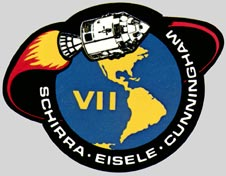 VII
SCHIRRA · EISELE · CUNNINGHAM